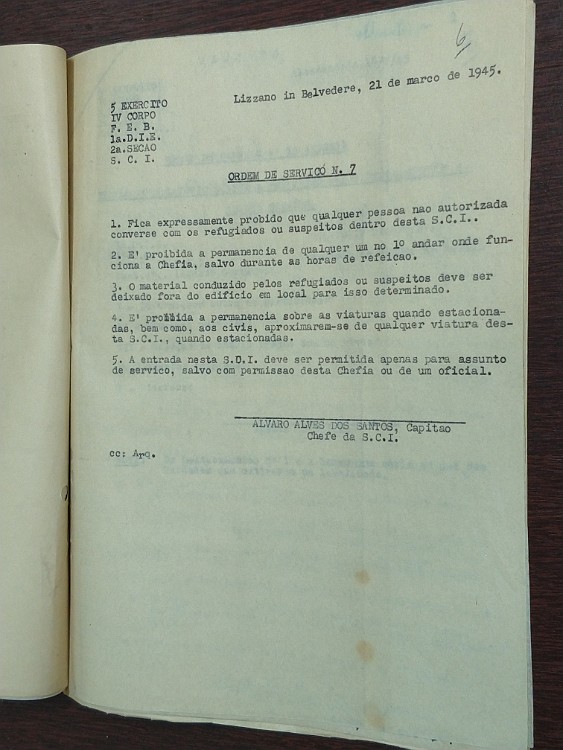 6
Lizzano in Belvedere, 21 de marco de 1945.
5 EXERCITO
IV CORPO
F. E. B.
1a.D.I.E.
2a.SECAO
S. C. I.
ORDEM DE SERVICÓ N. 7
1. Fica expressamente probido que qualquer pessoa nao autorizada
converse com os refugiados ou suspeitos dentro desta S.C.I..
2. E' proibida a permanencia de qualquer um no 1º andar onde fun-
ciona a Chefia, salvo durante as horas de refeicao.
3. O material conduzido pelos refugiados ou suspeitos deve ser
deixado fora do edificio em local para isso determinado.
4. E' proibida a permanencia sobre as viaturas quando estaciona-
das, bem como, aos civis, aproximarem-se de qualquer viatura des-
ta S.C.I., quando estacionadas.
5. A entrada nesta S.C.I. deve ser permitida apenas para assunto
de servico, salvo com permissao desta Chefia ou de um oficial.
ALVARO ALVES DOS SANTOS, Capitao
Chefe da S.C.I.
cc: Arq.